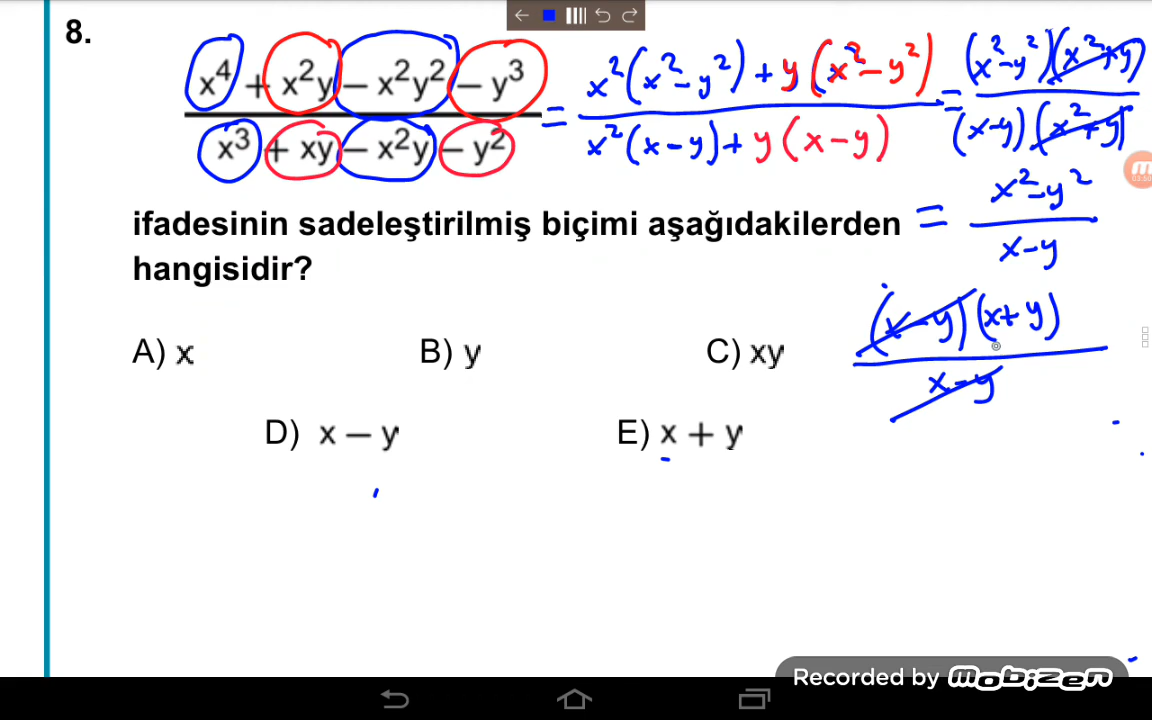 8.
x⁴ + x²y − x²y² − y³ / x³ + xy − x²y − y² = x²(x²−y²) + y(x²−y²) / x²(x−y) + y(x−y) = (x²−y²)(x²+y) / (x−y)(x²+y)
= x²−y² / x−y
ifadesinin sadeleştirilmiş biçimi aşağıdakilerden
hangisidir?
(x−y)(x+y) / x−y
A) x B) y C) xy
D) x − y E) x + y
Recorded by mobizen